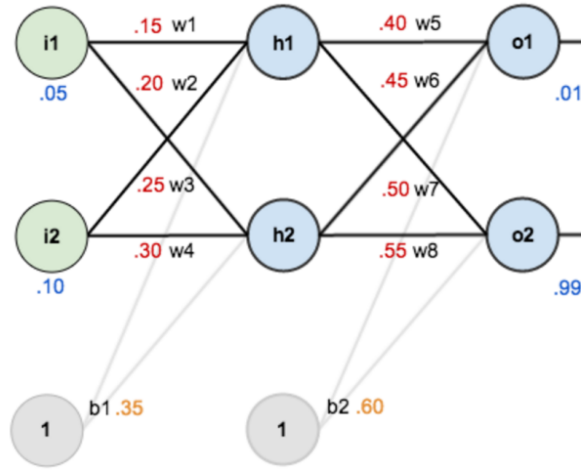 i1 .15 w1 h1 .40 w5 o1
.05 .20 w2 .45 w6 .01
.25 w3 .50 w7
i2 .30 w4 h2 .55 w8 o2
.10 .99
1 b1 .35 1 b2 .60